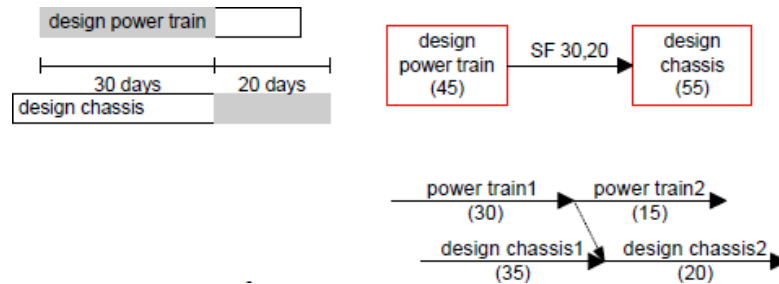 design power train
30 days 20 days
design chassis
design
power train
(45)
SF 30,20
design
chassis
(55)
power train1 power train2
(30) (15)
design chassis1 design chassis2
(35) (20)